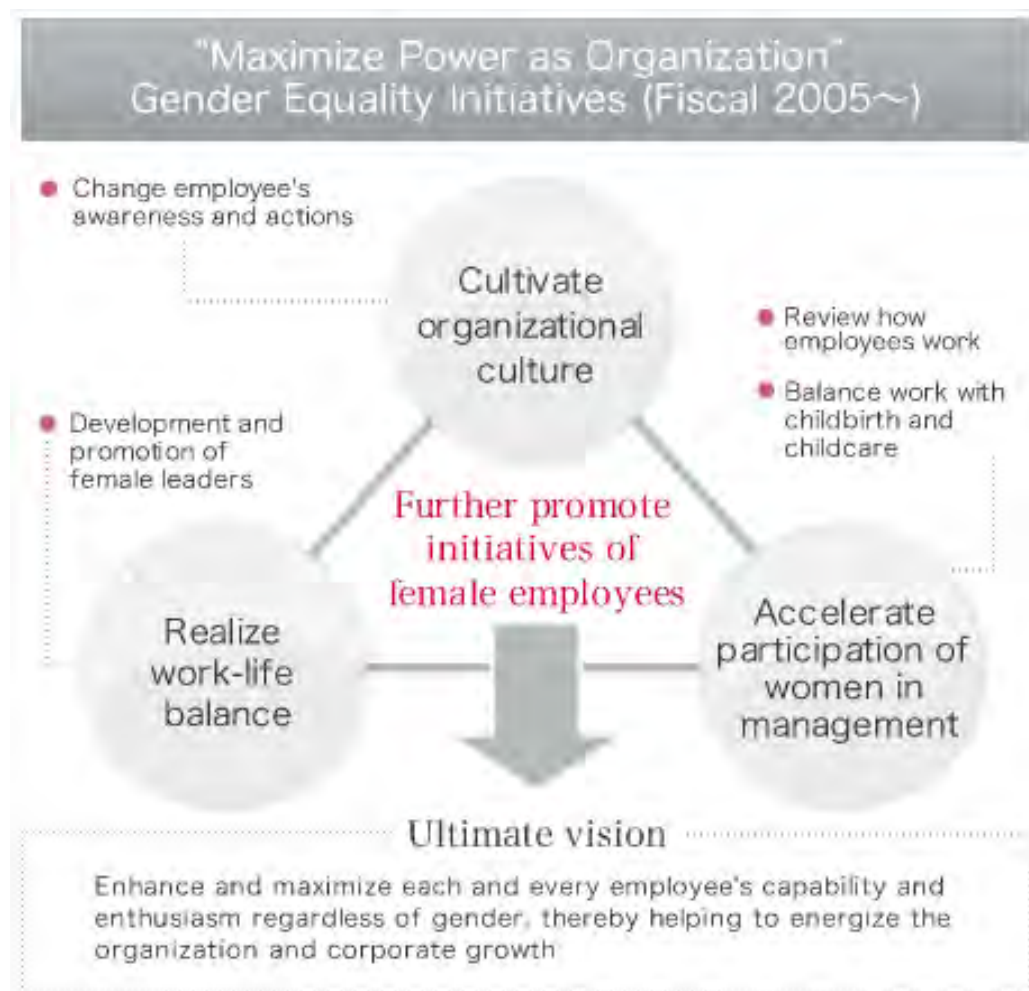 "Maximize Power as Organization"
Gender Equality Initiatives (Fiscal 2005～)
Change employee's
awareness and actions
Cultivate
organizational
culture
Review how
employees work
Balance work with
childbirth and
childcare
Development and
promotion of
female leaders
Further promote
initiatives of
female employees
Realize
work-life
balance
Accelerate
participation of
women in
management
Ultimate vision
Enhance and maximize each and every employee's capability and
enthusiasm regardless of gender, thereby helping to energize the
organization and corporate growth